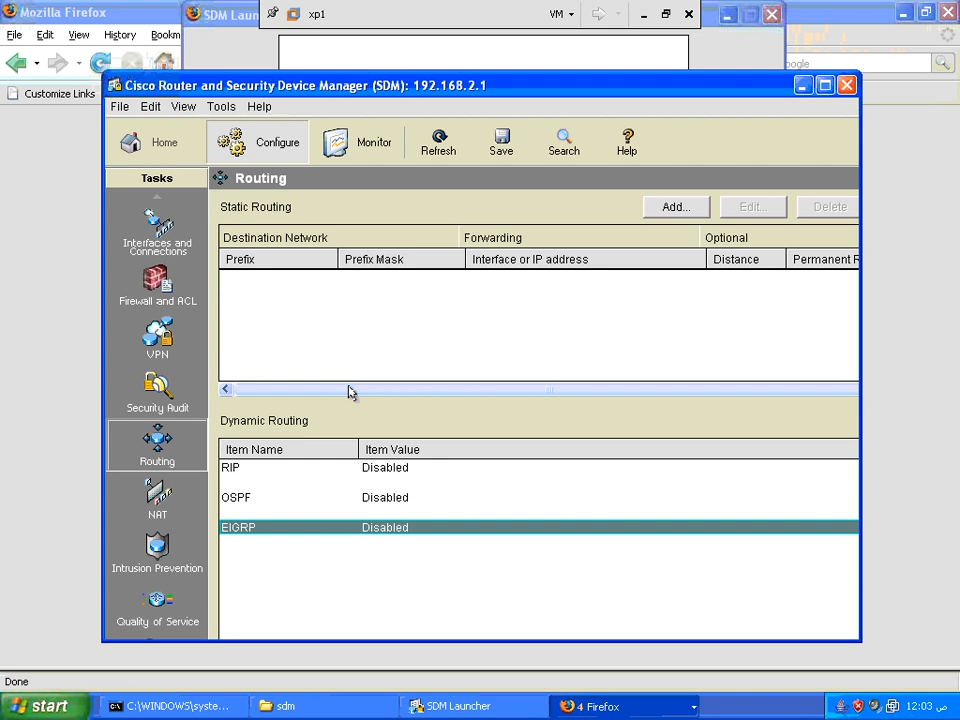 Mozilla Firefox
SDM Launc
xp1
VM
File Edit View History Bookm
oogle
Customize Links
Cisco Router and Security Device Manager (SDM): 192.168.2.1
File Edit View Tools Help
Home Configure Monitor Refresh Save Search Help
Tasks
Routing
Static Routing
Add... Edit... Delete
Destination Network Forwarding Optional
Prefix Prefix Mask Interface or IP address Distance Permanent R
Interfaces and
Connections
Firewall and ACL
VPN
Security Audit
Routing
NAT
Intrusion Prevention
Quality of Service
Dynamic Routing
Item Name Item Value
RIP Disabled
OSPF Disabled
EIGRP Disabled
Done
start
C:\WINDOWS\syste...
sdm
SDM Launcher
4 Firefox
12:03 ص